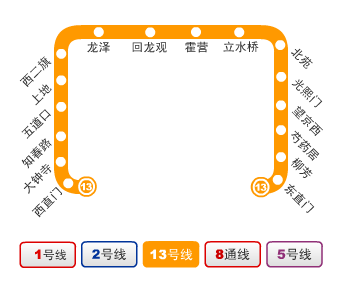 龙泽 回龙观 霍营 立水桥
西二旗
上地
五道口
知春路
大钟寺
西直门
北苑
光熙门
望京西
芍药居
柳芳
东直门
13 13
1号线 2号线 13号线 8通线 5号线